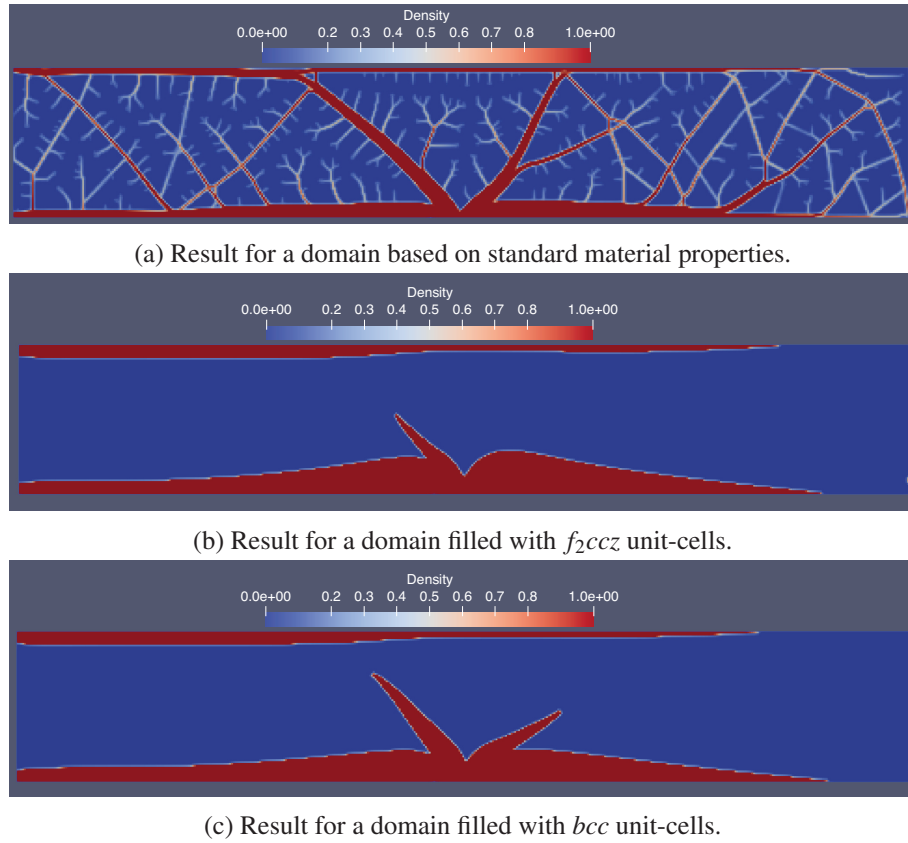 Density
0.0e+00 0.2 0.3 0.4 0.5 0.6 0.7 0.8 1.0e+00
(a) Result for a domain based on standard material properties.
Density
0.0e+00 0.2 0.3 0.4 0.5 0.6 0.7 0.8 1.0e+00
(b) Result for a domain filled with f₂ccz unit-cells.
Density
0.0e+00 0.2 0.3 0.4 0.5 0.6 0.7 0.8 1.0e+00
(c) Result for a domain filled with bcc unit-cells.